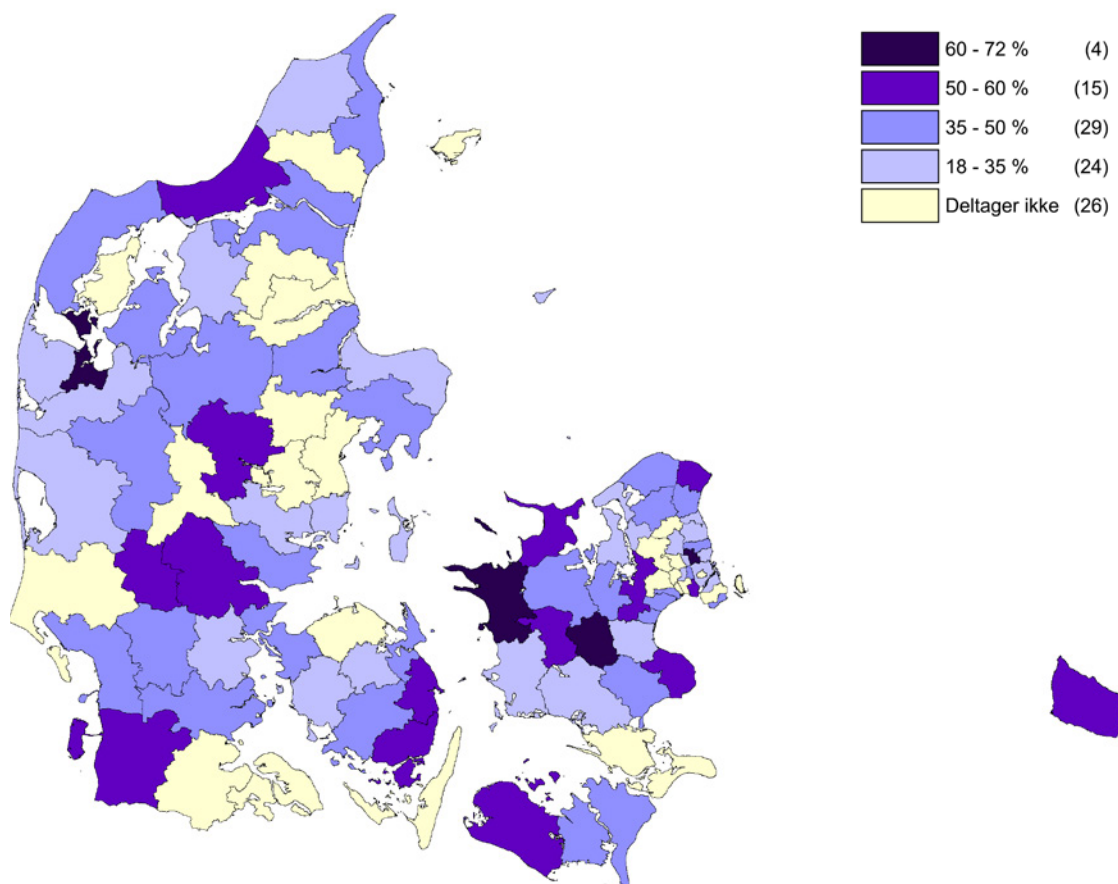 60 - 72 % (4)
50 - 60 % (15)
35 - 50 % (29)
18 - 35 % (24)
Deltager ikke (26)